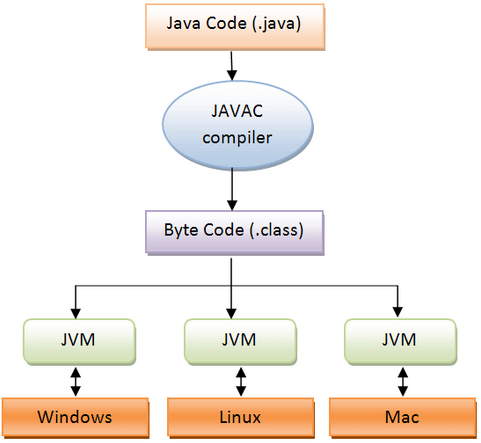 Java Code (.java)
JAVAC
compiler
Byte Code (.class)
JVM
JVM
JVM
Windows
Linux
Mac